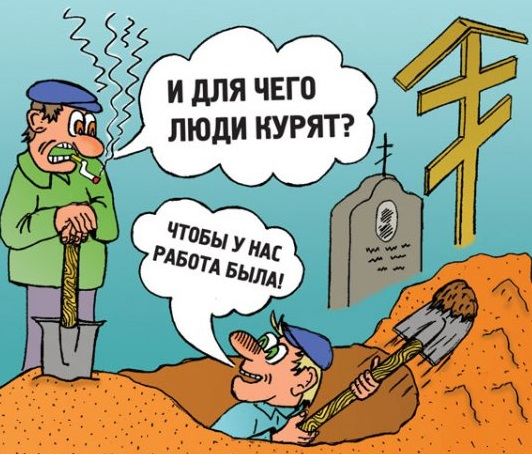 И ДЛЯ ЧЕГО
ЛЮДИ КУРЯТ?
ЧТОБЫ У НАС
РАБОТА БЫЛА!